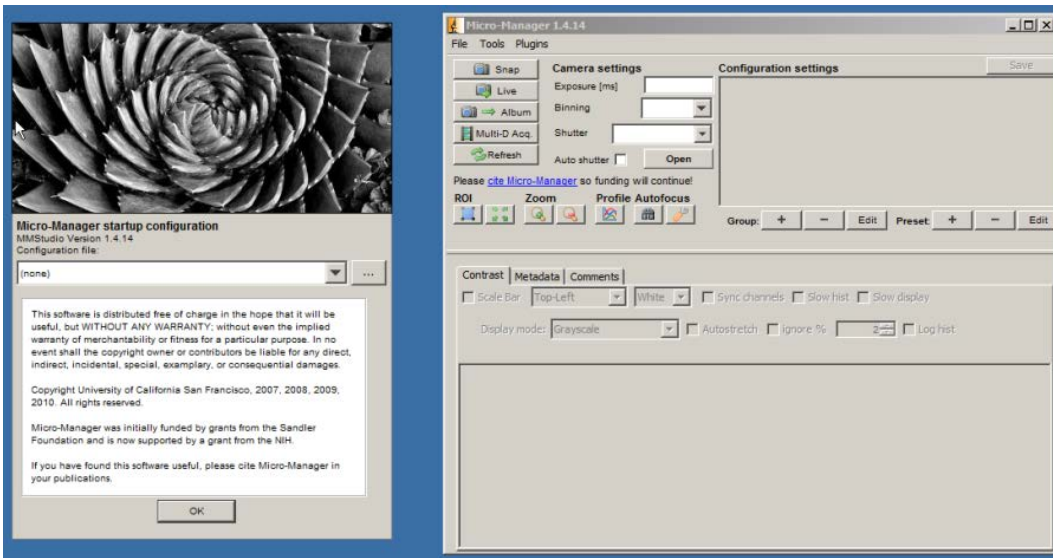 Micro-Manager startup configuration
MMStudio Version 1.4.14
Configuration file:
(none)
...
This software is distributed free of charge in the hope that it will be
useful, but WITHOUT ANY WARRANTY; without even the implied
warranty of merchantability or fitness for a particular purpose. In no
event shall the copyright owner or contributors be liable for any direct,
indirect, incidental, special, examplary, or consequential damages.
Copyright University of California San Francisco, 2007, 2008, 2009,
2010. All rights reserved.
Micro-Manager was initially funded by grants from the Sandler
Foundation and is now supported by a grant from the NIH.
If you have found this software useful, please cite Micro-Manager in
your publications.
OK
Micro-Manager 1.4.14
File Tools Plugins
Snap
Live
Album
Multi-D Acq.
Refresh
Camera settings
Exposure [ms]
Binning
Shutter
Auto shutter
Open
Configuration settings
Save
Please cite Micro-Manager so funding will continue!
ROI Zoom Profile Autofocus
Group: + − Edit Preset: + − Edit
Contrast Metadata Comments
Scale Bar Top-Left White Sync channels Slow hist Slow display
Display mode: Grayscale Autostretch ignore % 2 Log hist